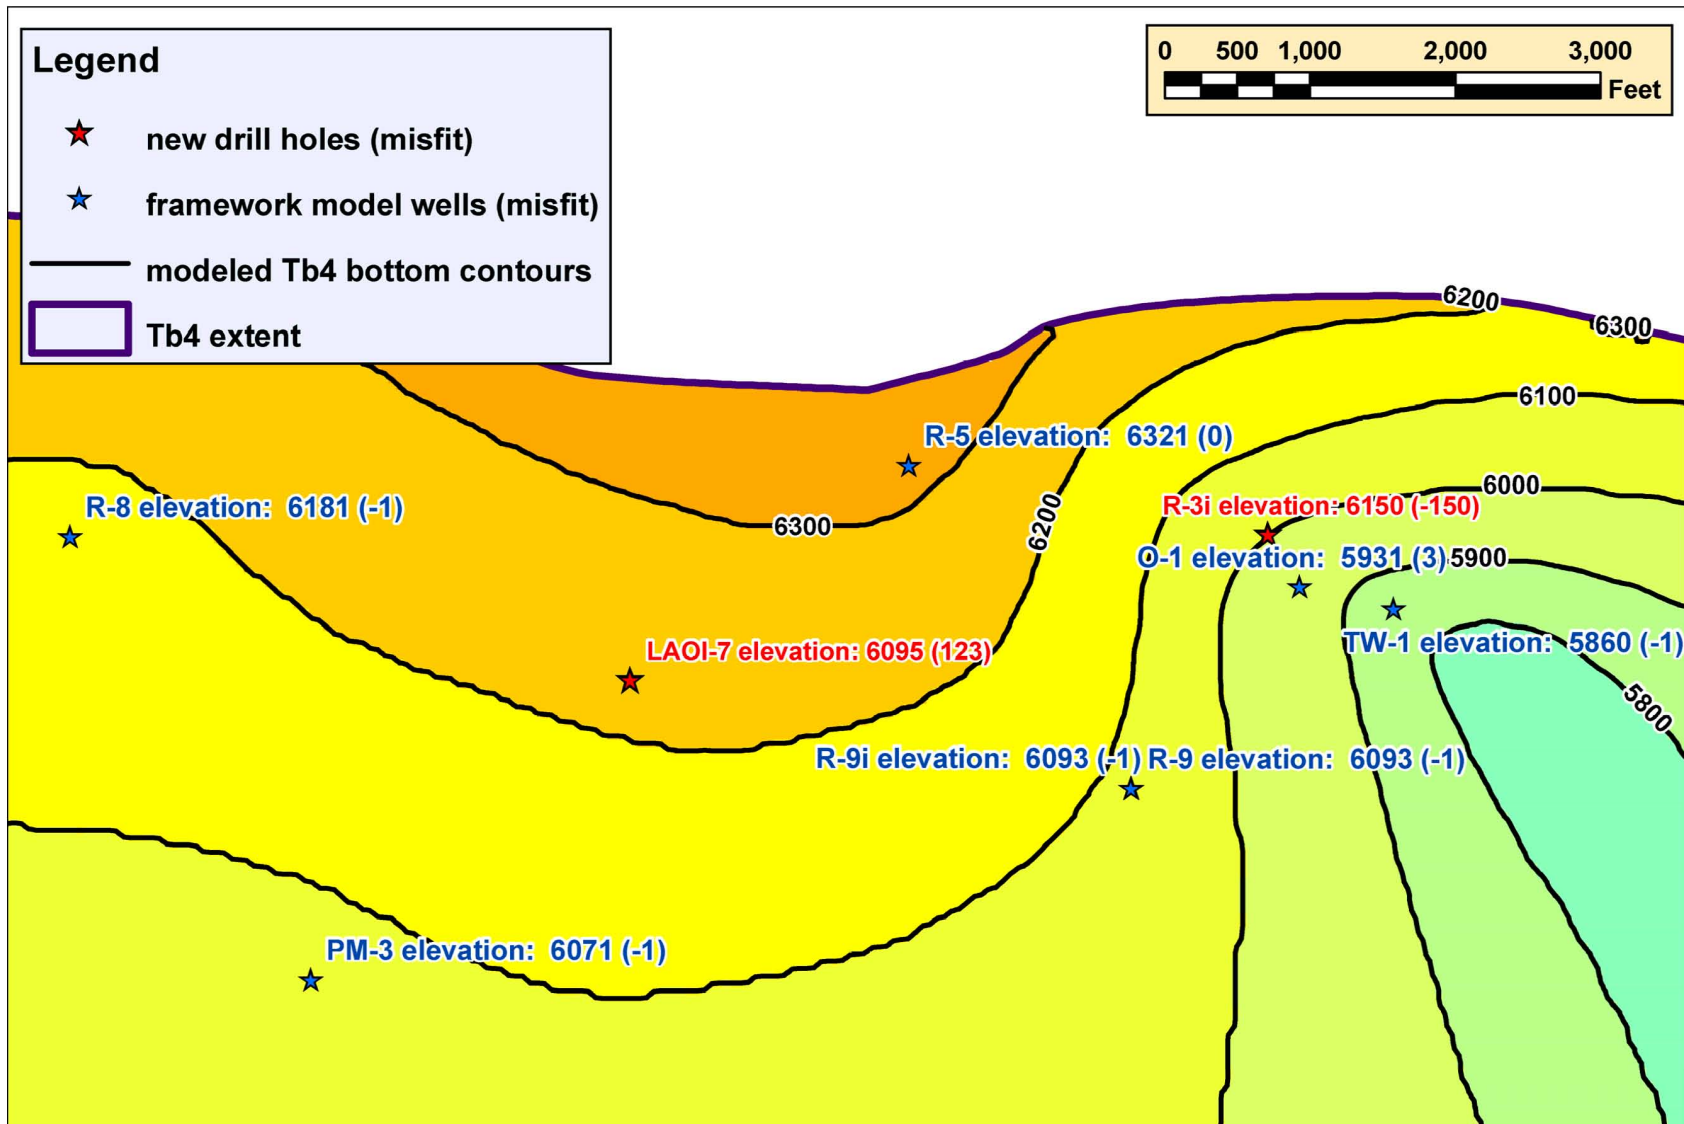 Legend
new drill holes (misfit)
framework model wells (misfit)
modeled Tb4 bottom contours
Tb4 extent
0 500 1,000 2,000 3,000
Feet
6200
6300
6100
R-5 elevation: 6321 (0)
6000
R-8 elevation: 6181 (-1)
R-3i elevation: 6150 (-150)
6300
6200
O-1 elevation: 5931 (3)
5900
TW-1 elevation: 5860 (-1)
LAOI-7 elevation: 6095 (123)
5800
R-9i elevation: 6093 (-1)
R-9 elevation: 6093 (-1)
PM-3 elevation: 6071 (-1)